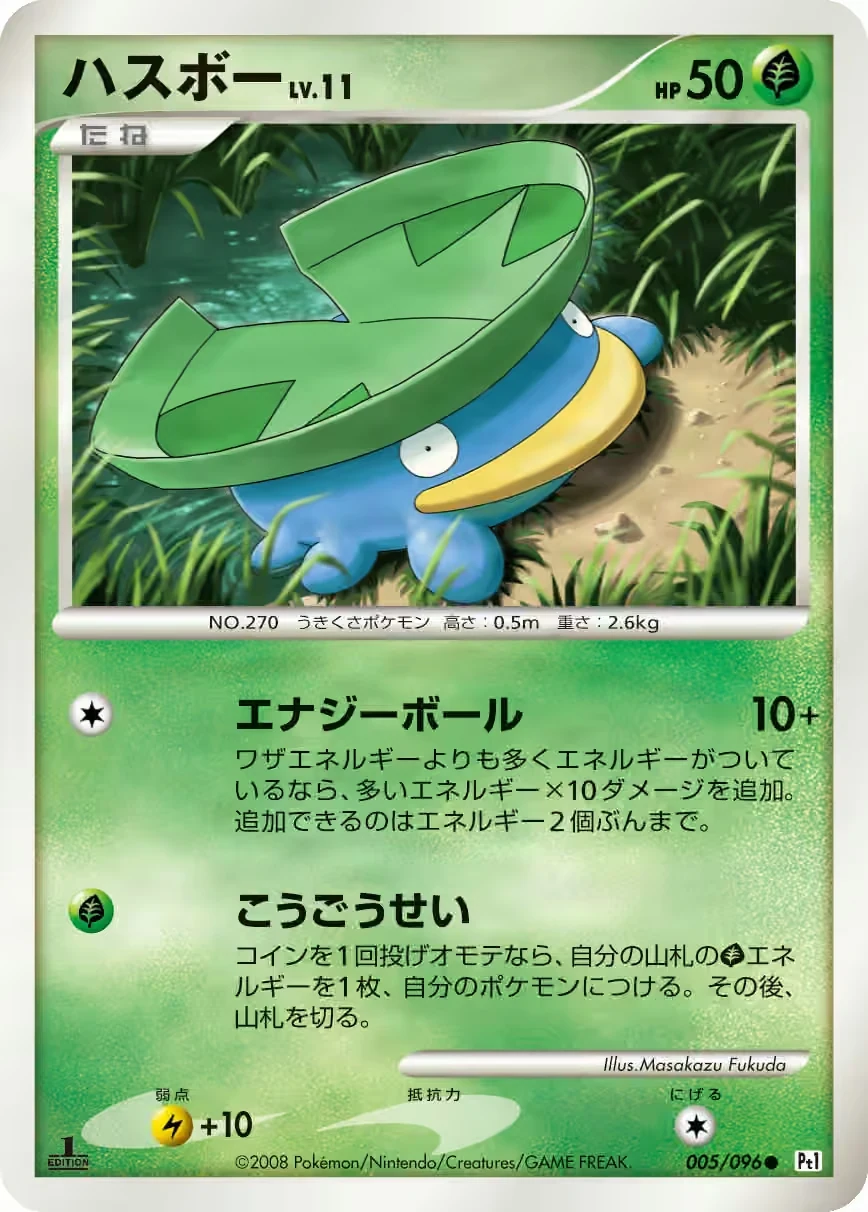 ハスボー LV.11 HP 50
たね
NO.270 うきくさポケモン 高さ：0.5m 重さ：2.6kg
エナジーボール 10+
ワザエネルギーよりも多くエネルギーがついて
いるなら、多いエネルギー×10ダメージを追加。
追加できるのはエネルギー2個ぶんまで。
こうごうせい
コインを1回投げオモテなら、自分の山札のエネ
ルギーを1枚、自分のポケモンにつける。その後、
山札を切る。
Illus.Masakazu Fukuda
弱点 抵抗力 にげる
+10
1 EDITION
©2008 Pokémon/Nintendo/Creatures/GAME FREAK. 005/096 Pt1